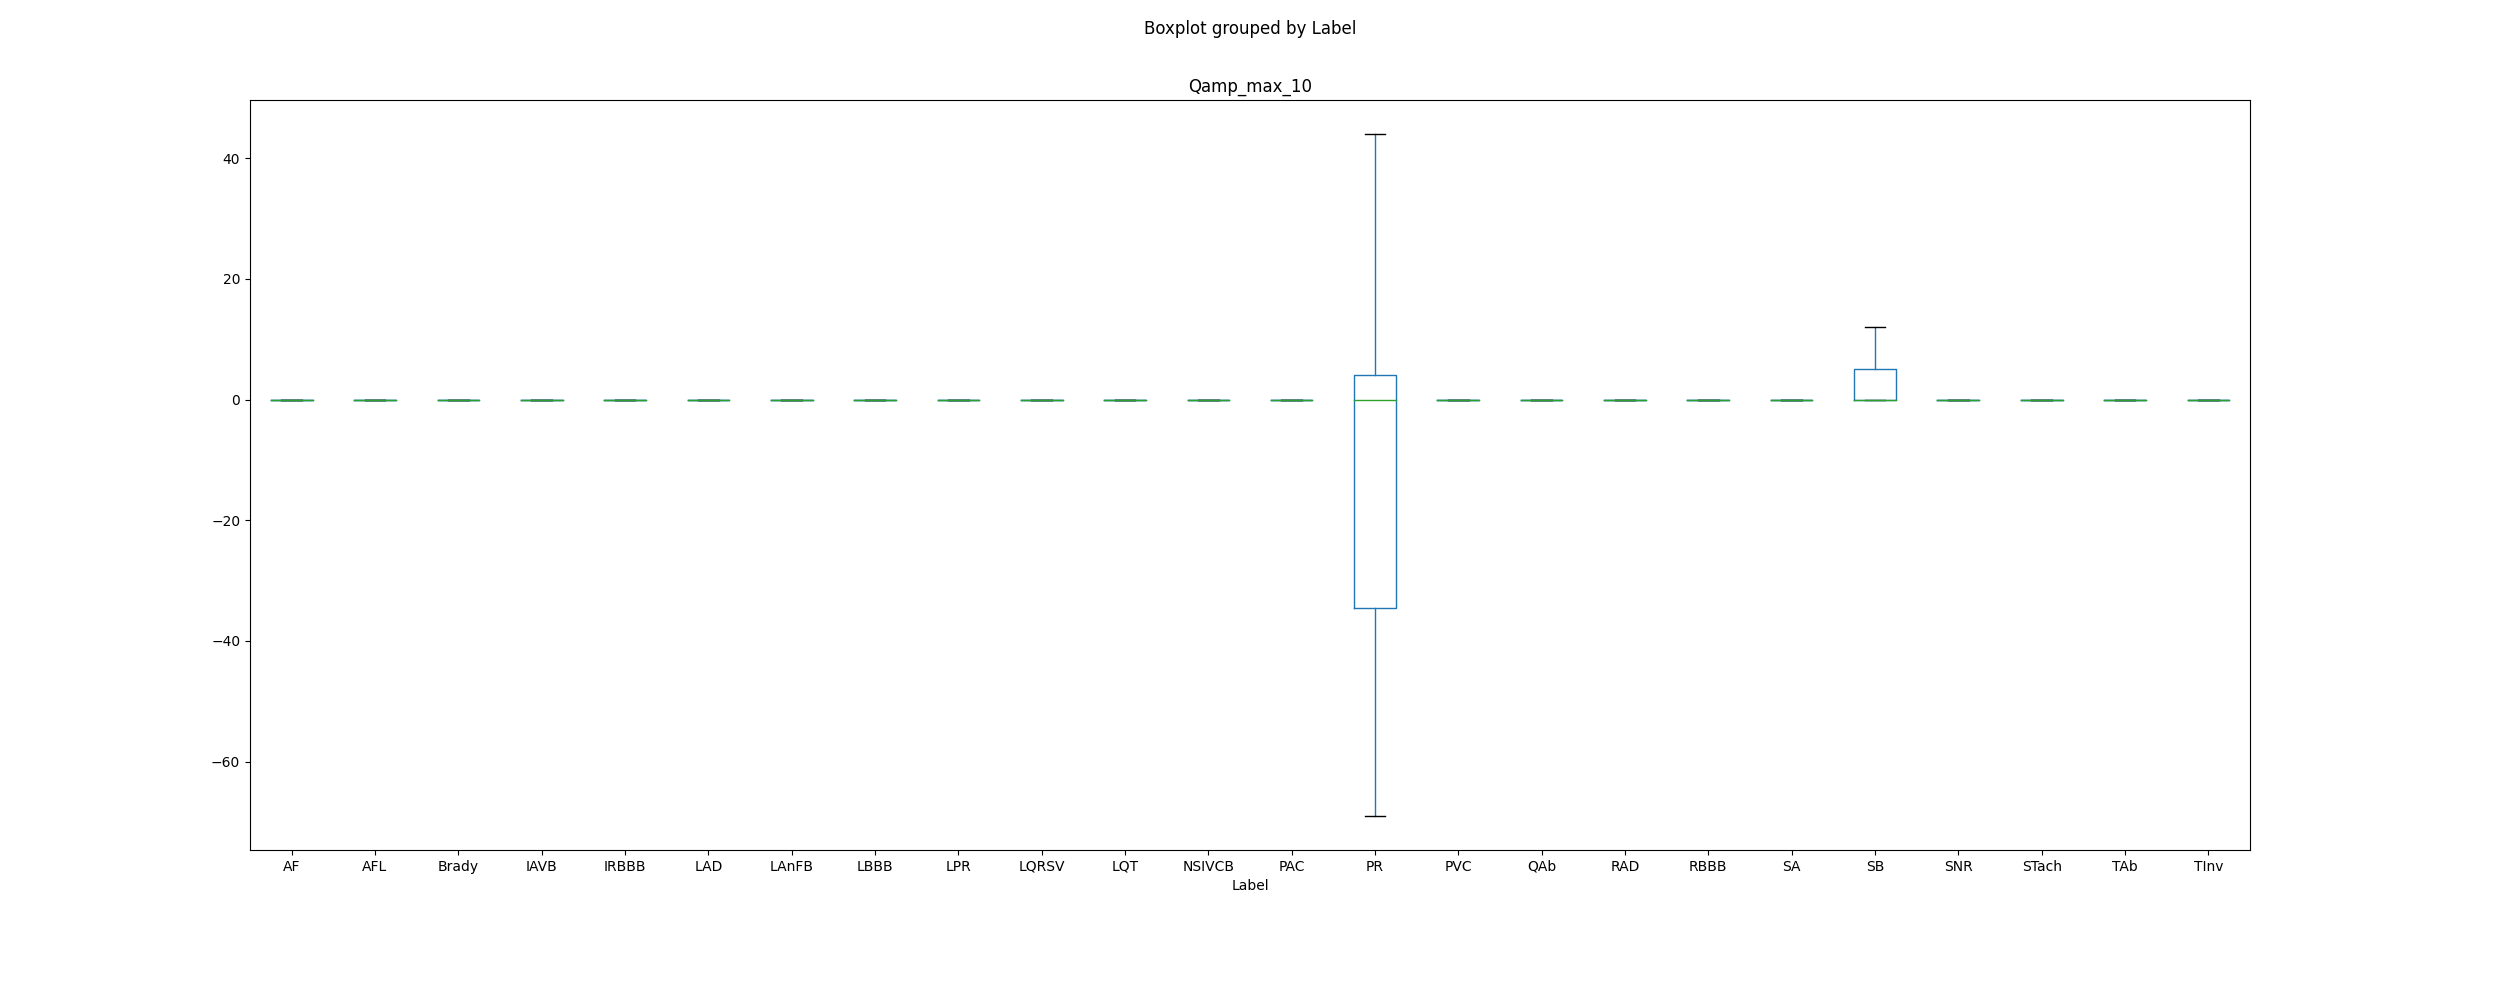 Boxplot grouped by Label
Qamp_max_10
40
20
0
−20
−40
−60
AF AFL Brady IAVB IRBBB LAD LAnFB LBBB LPR LQRSV LQT NSIVCB PAC PR PVC QAb RAD RBBB SA SB SNR STach TAb TInv
Label